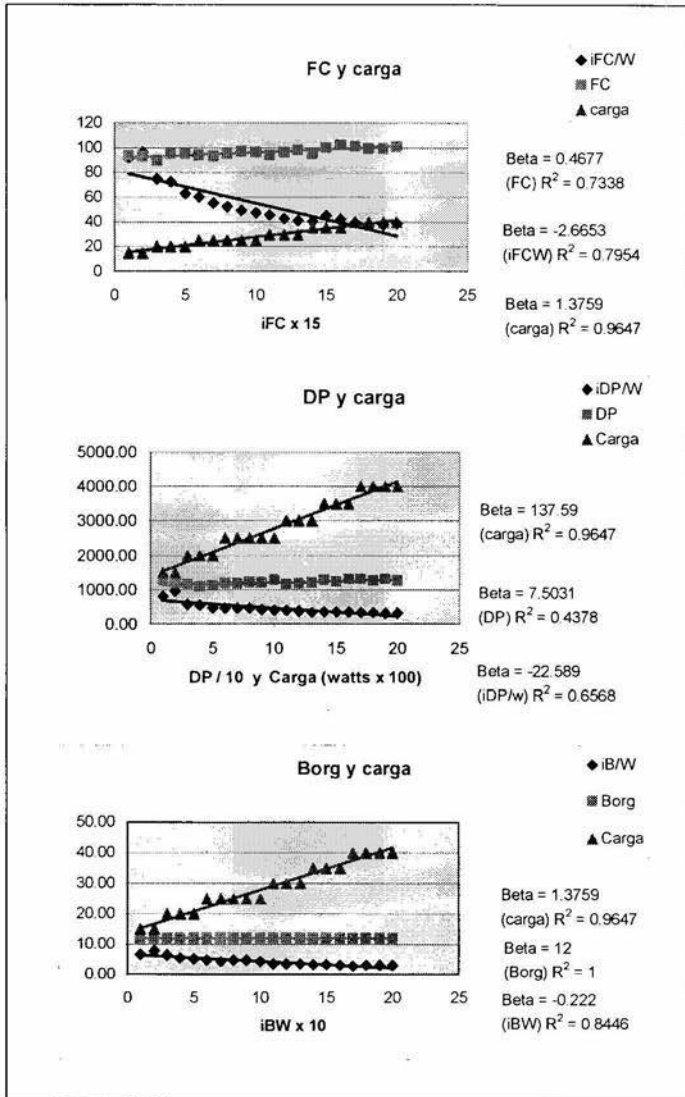 FC y carga
iFC/W
FC
carga
120
100
80
60
40
20
0
0 5 10 15 20 25
iFC x 15
Beta = 0.4677
(FC) R² = 0.7338
Beta = -2.6653
(iFCW) R² = 0.7954
Beta = 1.3759
(carga) R² = 0.9647
DP y carga
iDP/W
DP
Carga
5000.00
4000.00
3000.00
2000.00
1000.00
0.00
0 5 10 15 20 25
DP / 10 y Carga (watts x 100)
Beta = 137.59
(carga) R² = 0.9647
Beta = 7.5031
(DP) R² = 0.4378
Beta = -22.589
(iDP/w) R² = 0.6568
Borg y carga
iB/W
Borg
Carga
50.00
40.00
30.00
20.00
10.00
0.00
0 5 10 15 20 25
iBW x 10
Beta = 1.3759
(carga) R² = 0.9647
Beta = 12
(Borg) R² = 1
Beta = -0.222
(iBW) R² = 0.8446